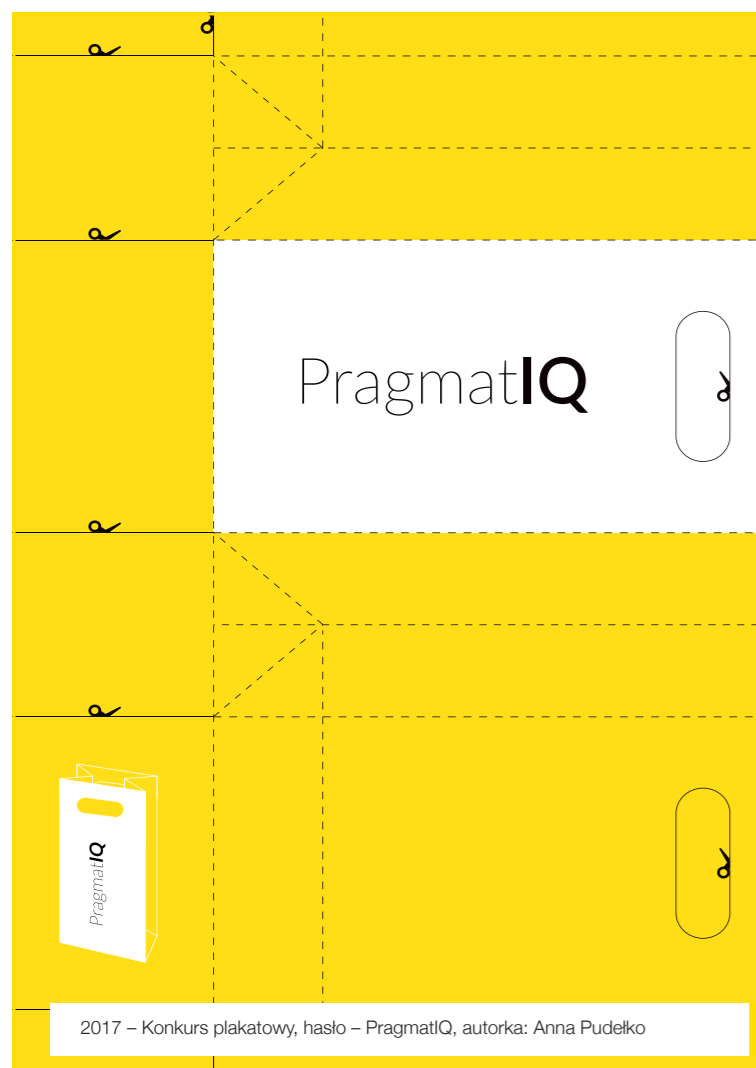 PragmatIQ
PragmatIQ
2017 – Konkurs plakatowy, hasło – PragmatIQ, autorka: Anna Pudełko